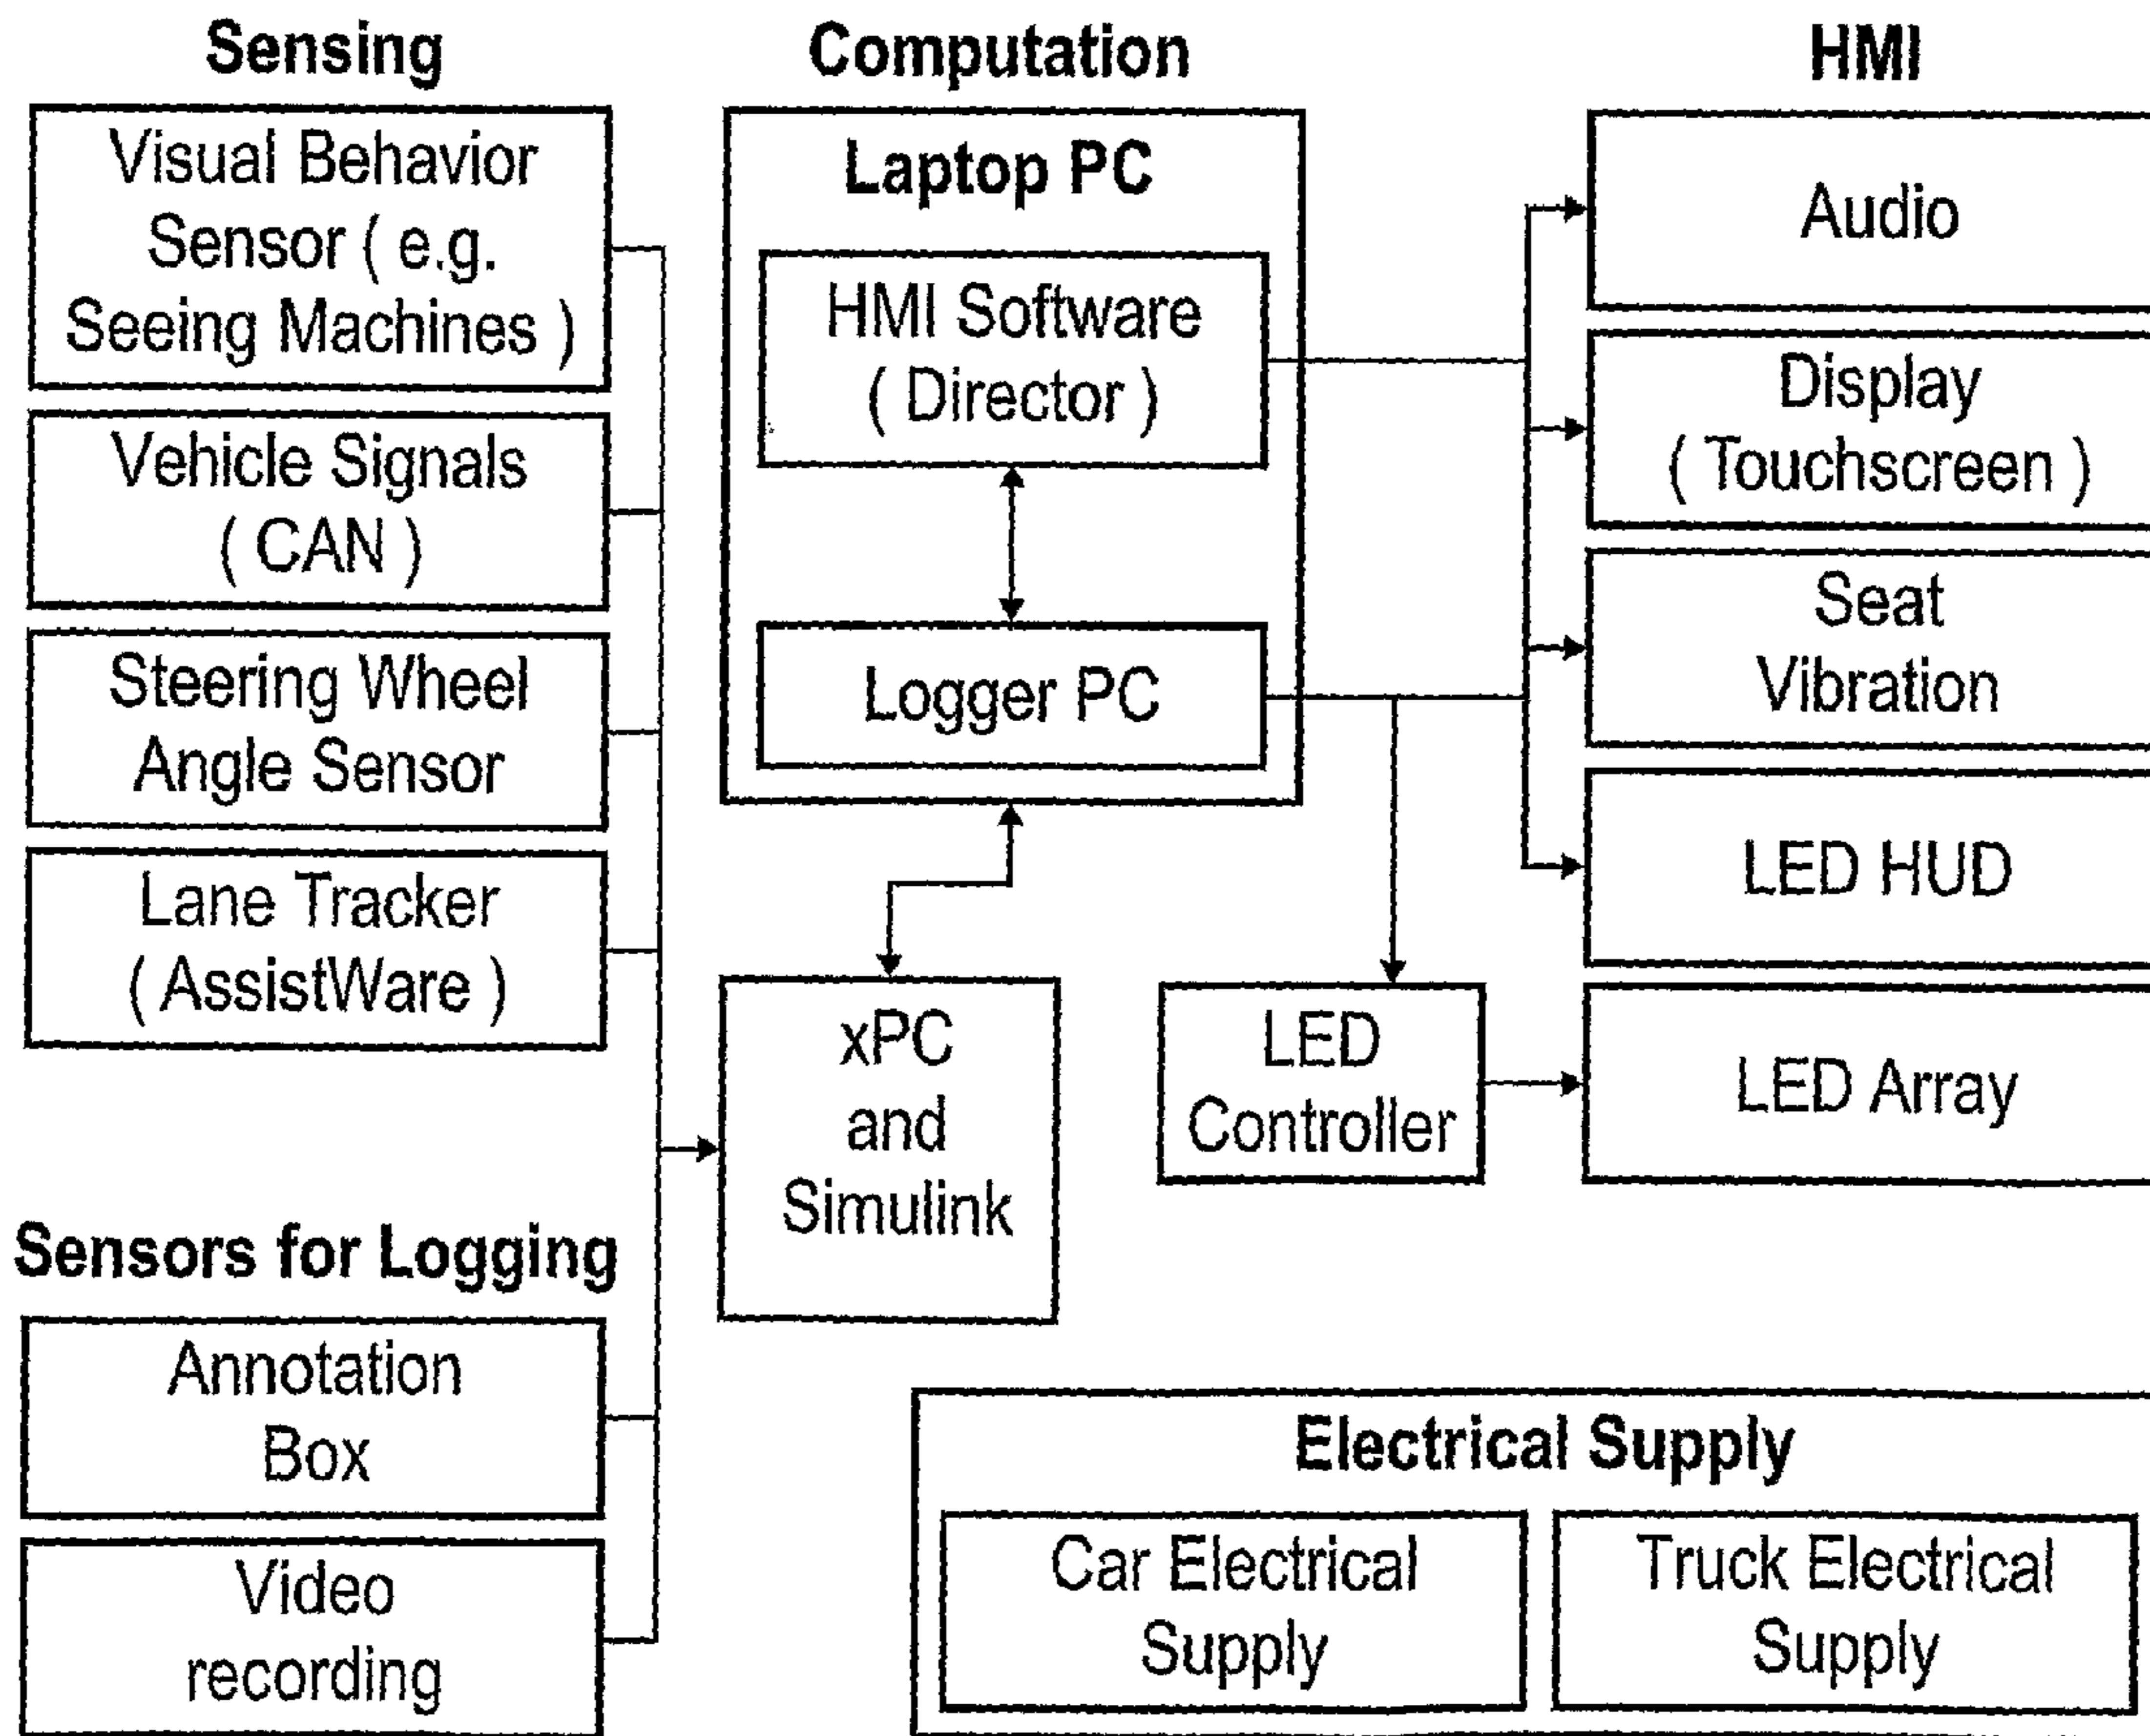 Sensing
Visual Behavior
Sensor ( e.g.
Seeing Machines )
Vehicle Signals
( CAN )
Steering Wheel
Angle Sensor
Lane Tracker
( AssistWare )
Sensors for Logging
Annotation
Box
Video
recording
Computation
Laptop PC
HMI Software
( Director )
Logger PC
xPC
and
Simulink
LED
Controller
HMI
Audio
Display
( Touchscreen )
Seat
Vibration
LED HUD
LED Array
Electrical Supply
Car Electrical
Supply
Truck Electrical
Supply